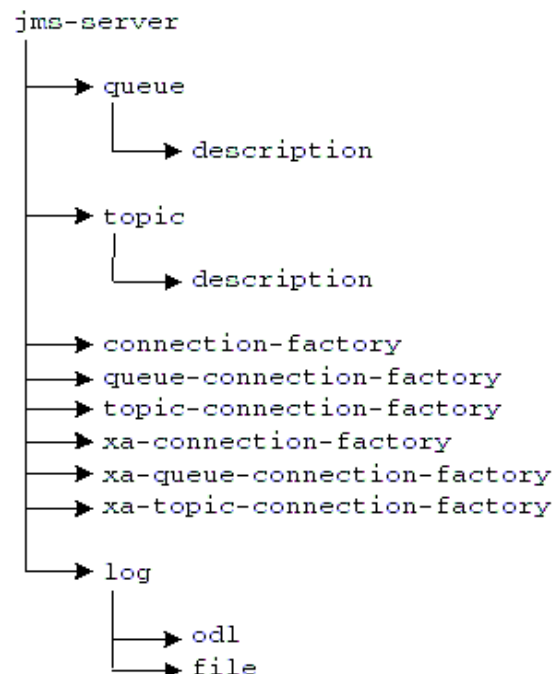 jms-server
queue
description
topic
description
connection-factory
queue-connection-factory
topic-connection-factory
xa-connection-factory
xa-queue-connection-factory
xa-topic-connection-factory
log
odl
file